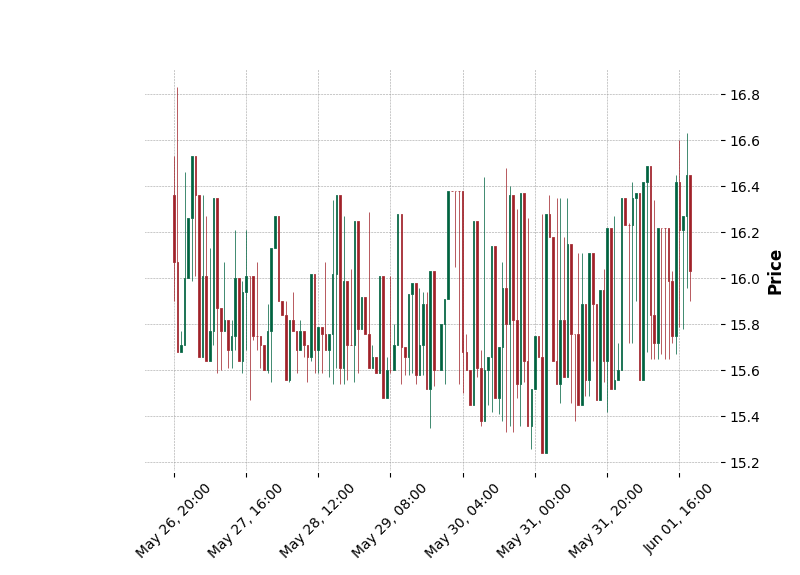 16.8
16.6
16.4
16.2
16.0
15.8
15.6
15.4
15.2
Price
May 26, 20:00
May 27, 16:00
May 28, 12:00
May 29, 08:00
May 30, 04:00
May 31, 00:00
May 31, 20:00
Jun 01, 16:00